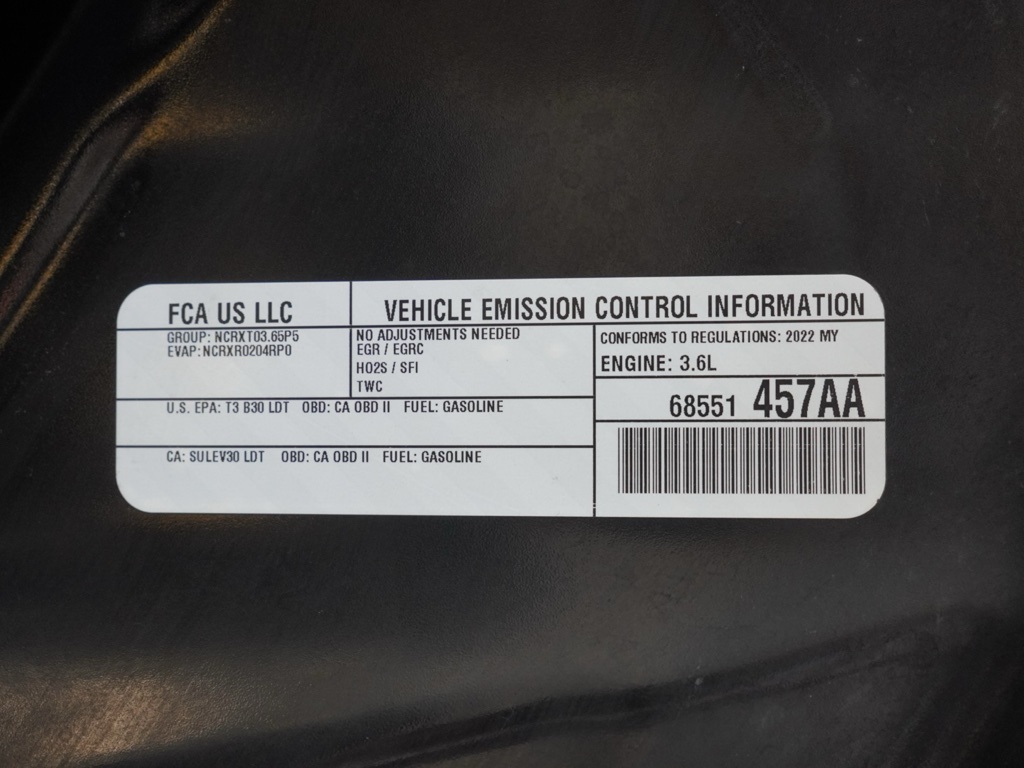 FCA US LLC
VEHICLE EMISSION CONTROL INFORMATION
GROUP: NCRXT03.65P5
EVAP: NCRXR0204RP0
NO ADJUSTMENTS NEEDED
EGR / EGRC
HO2S / SFI
TWC
CONFORMS TO REGULATIONS: 2022 MY
ENGINE: 3.6L
68551 457AA
U.S. EPA: T3 B30 LDT OBD: CA OBD II FUEL: GASOLINE
CA: SULEV30 LDT OBD: CA OBD II FUEL: GASOLINE